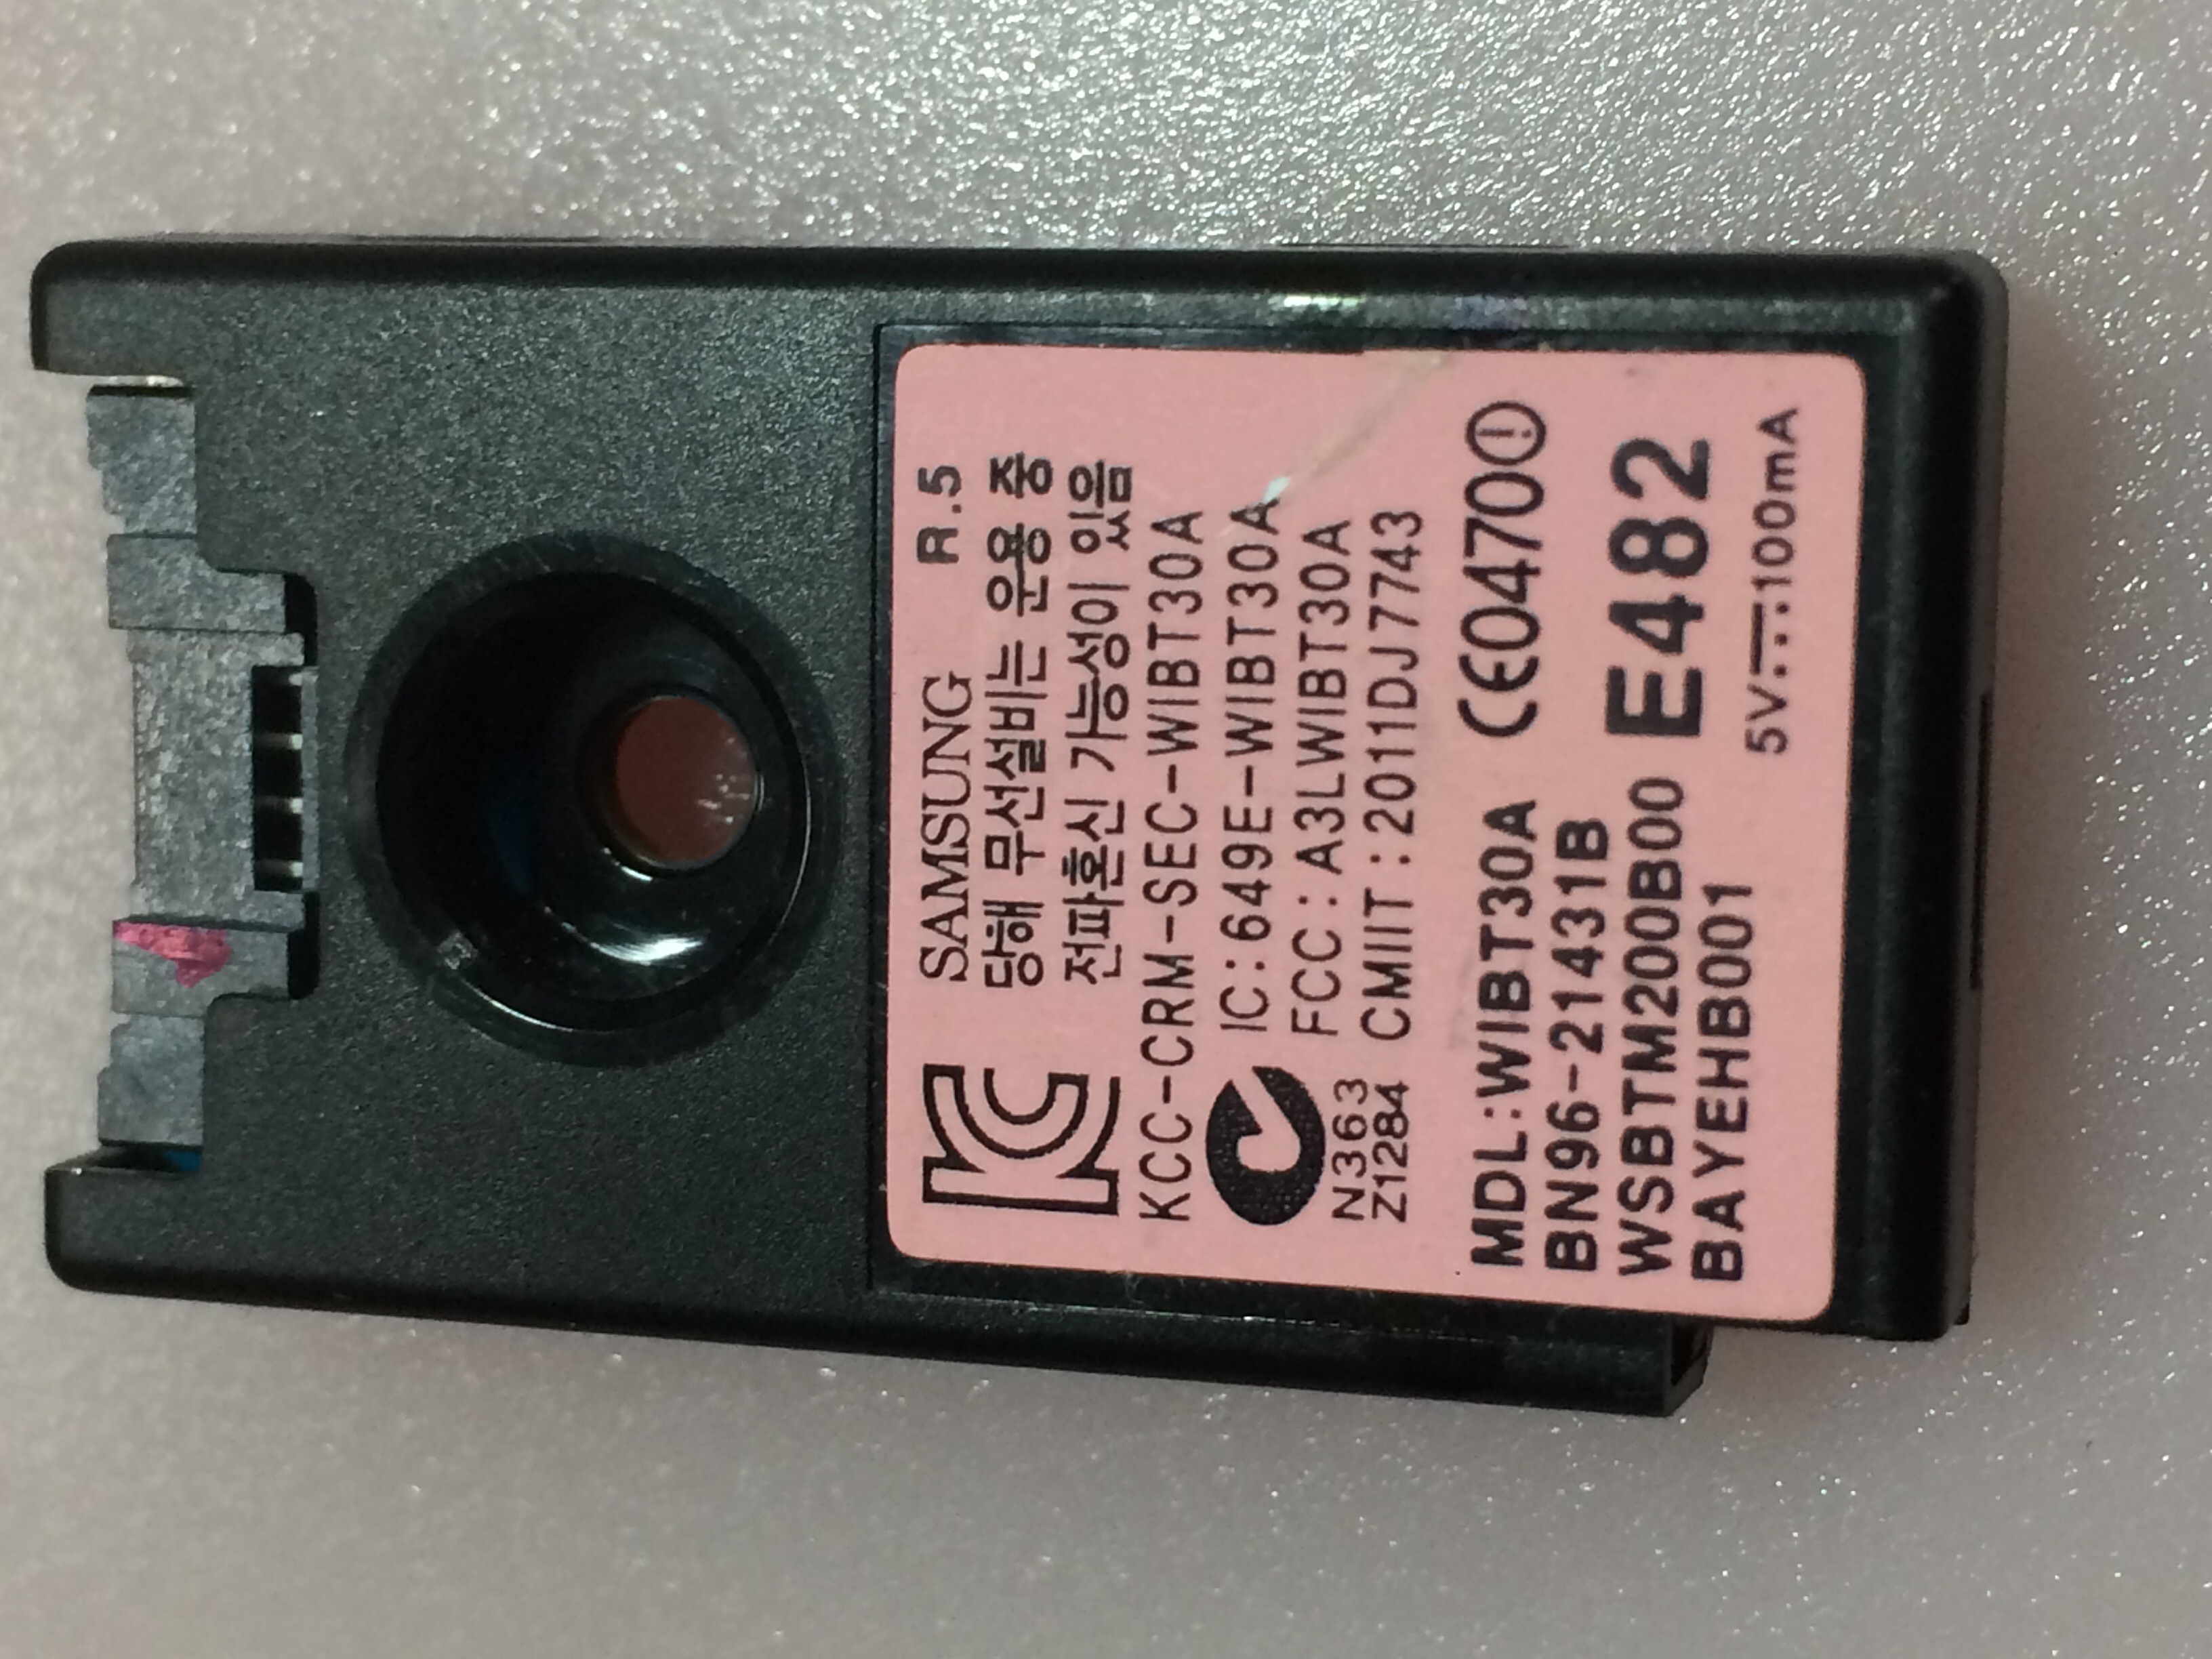 SAMSUNG R.5
당해 무선설비는 운용 중
전파혼신 가능성이 있음
KCC-CRM-SEC-WIBT30A
IC:649E-WIBT30A
FCC:A3LWIBT30A
N363
Z1284 CMIIT:2011DJ7743
MDL:WIBT30A CE0470
BN96-21431B
WSBTM200B00 E482
BAYEHB001 5V⎓100mA